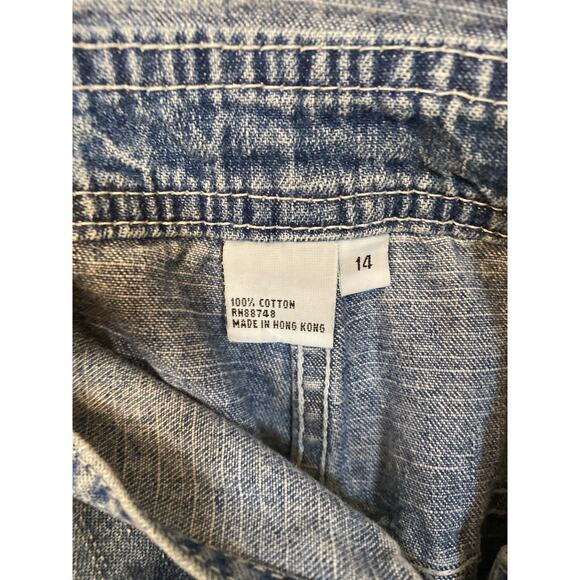 14
100% COTTON
RN88748
MADE IN HONG KONG